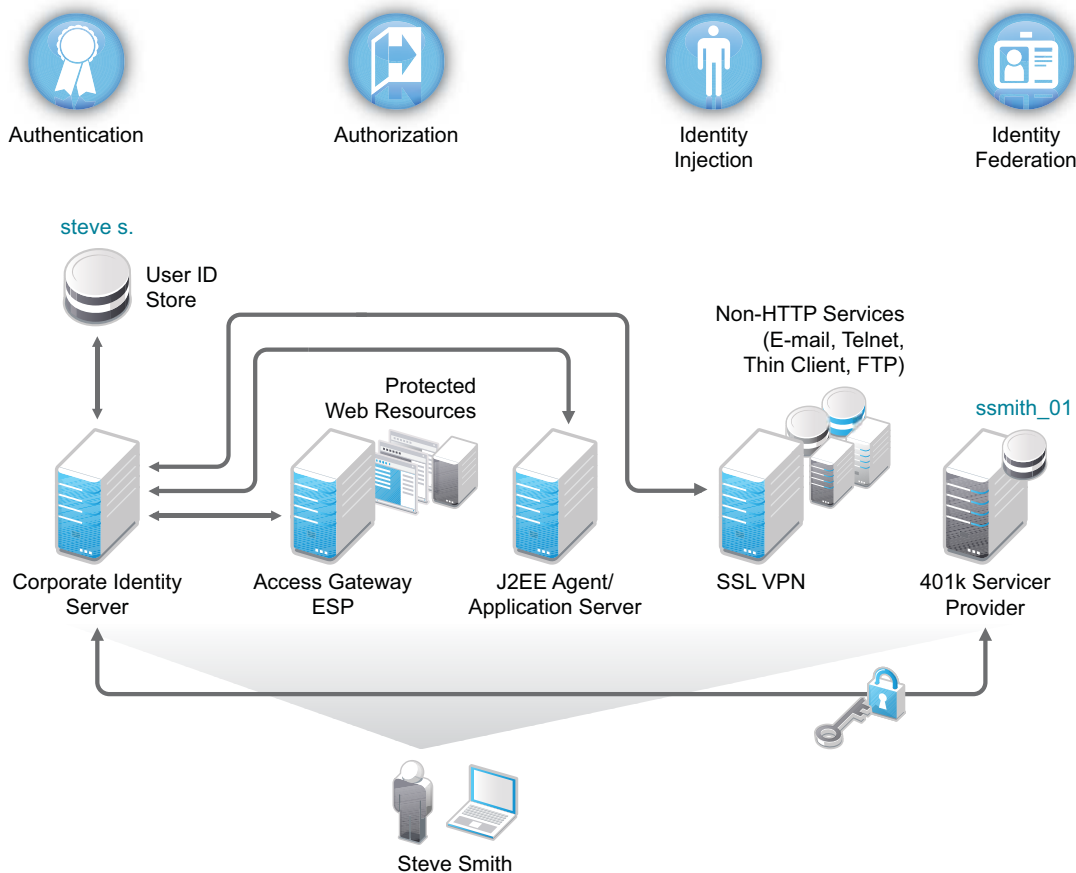 Authentication
Authorization
Identity
Injection
Identity
Federation
steve s.
User ID
Store
Non-HTTP Services
(E-mail, Telnet,
Thin Client, FTP)
Protected
Web Resources
ssmith_01
Corporate Identity
Server
Access Gateway
ESP
J2EE Agent/
Application Server
SSL VPN
401k Servicer
Provider
Steve Smith